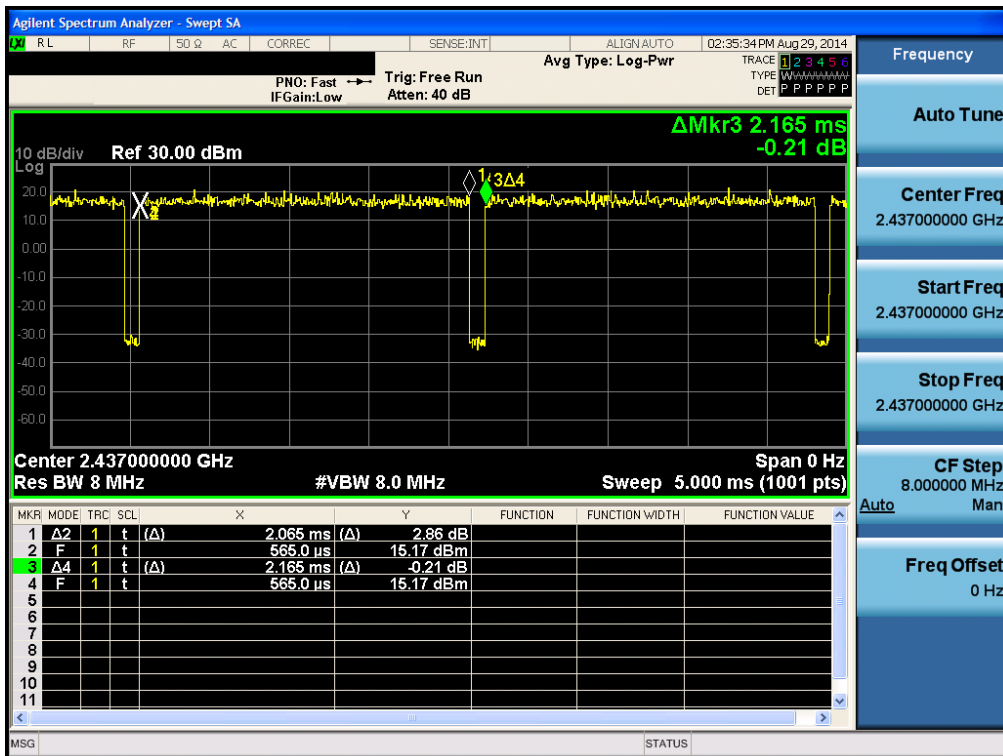 Agilent Spectrum Analyzer - Swept SA
LXI RL RF 50 Ω AC CORREC SENSE:INT ALIGN AUTO 02:35:34 PM Aug 29, 2014
PNO: Fast
IFGain:Low
Trig: Free Run
Atten: 40 dB
Avg Type: Log-Pwr
TRACE 1 2 3 4 5 6
TYPE W
DET P P P P P P
ΔMkr3 2.165 ms
-0.21 dB
10 dB/div Ref 30.00 dBm
Log
20.0
10.0
0.00
-10.0
-20.0
-30.0
-40.0
-50.0
-60.0
1
3Δ4
Center 2.437000000 GHz Span 0 Hz
Res BW 8 MHz #VBW 8.0 MHz Sweep 5.000 ms (1001 pts)
MKR MODE TRC SCL X Y FUNCTION FUNCTION WIDTH FUNCTION VALUE
1 Δ2 1 t (Δ) 2.065 ms (Δ) 2.86 dB
2 F 1 t 565.0 µs 15.17 dBm
3 Δ4 1 t (Δ) 2.165 ms (Δ) -0.21 dB
4 F 1 t 565.0 µs 15.17 dBm
5
6
7
8
9
10
11
MSG STATUS
Frequency
Auto Tune
Center Freq
2.437000000 GHz
Start Freq
2.437000000 GHz
Stop Freq
2.437000000 GHz
CF Step
8.000000 MHz
Auto Man
Freq Offset
0 Hz